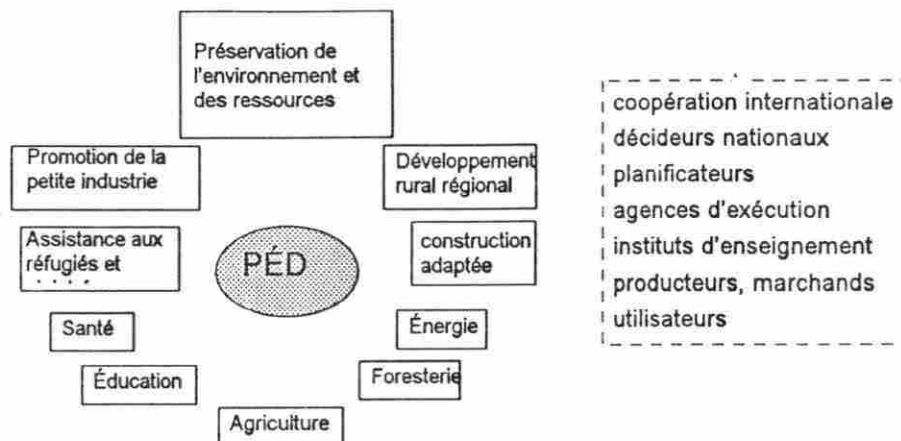 Préservation de
l'environnement et
des ressources
Promotion de la
petite industrie
Développement
rural régional
Assistance aux
réfugiés et
PÉD
construction
adaptée
Santé
Énergie
Éducation
Foresterie
Agriculture
coopération internationale
décideurs nationaux
planificateurs
agences d'exécution
instituts d'enseignement
producteurs, marchands
utilisateurs